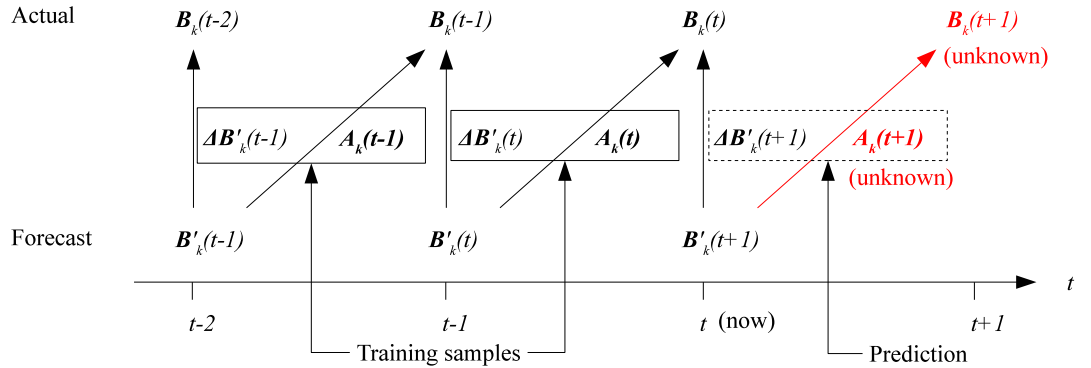 Actual B_k(t-2) B_k(t-1) B_k(t) B_k(t+1)
(unknown)
ΔB'_k(t-1) A_k(t-1) ΔB'_k(t) A_k(t) ΔB'_k(t+1) A_k(t+1)
(unknown)
Forecast B'_k(t-1) B'_k(t) B'_k(t+1)
t
t-2 t-1 t (now) t+1
Training samples Prediction